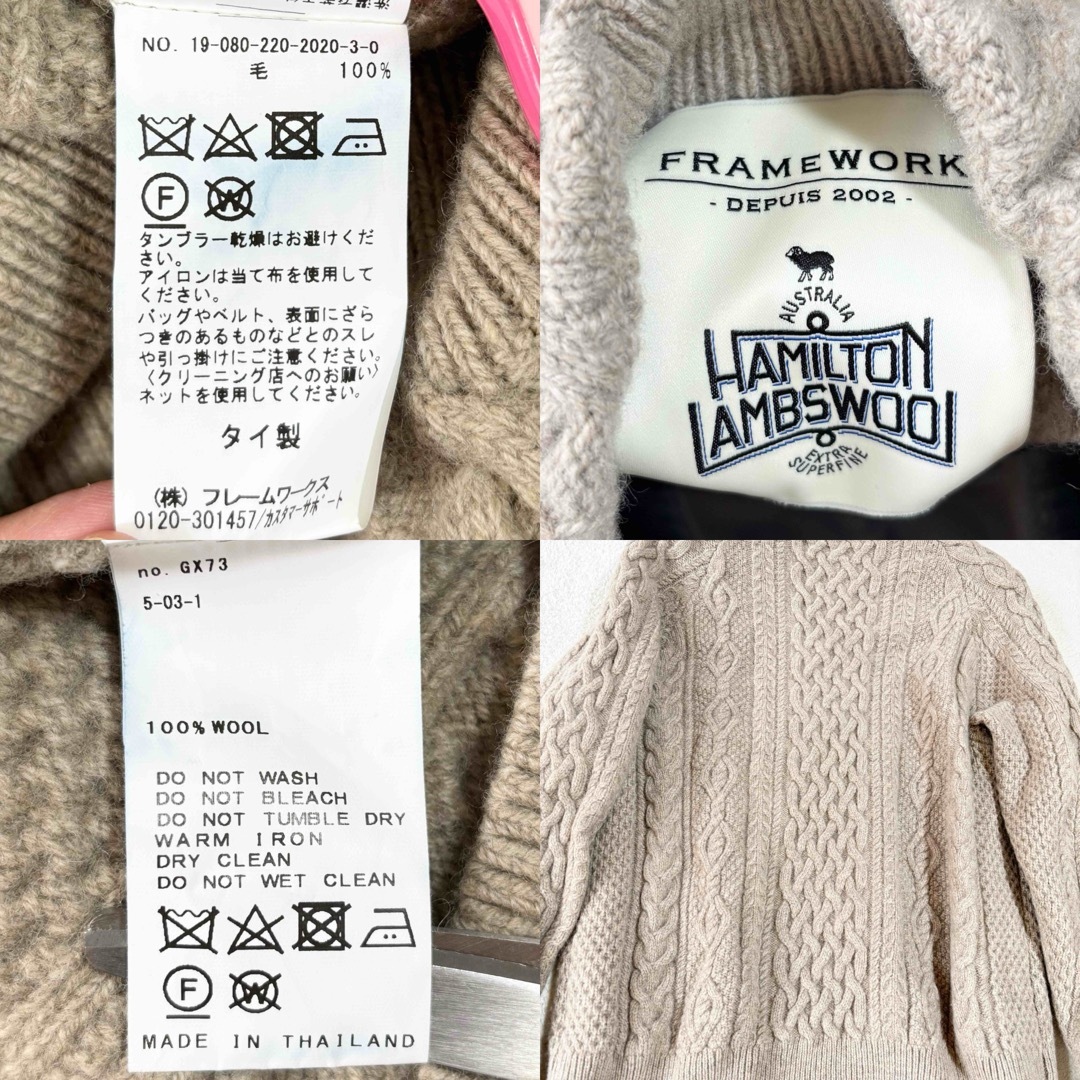 NO. 19-080-220-2020-3-0
毛 100%
F W
タンブラー乾燥はお避けくだ
さい。
アイロンは当て布を使用して
ください。
バッグやベルト、表面にざら
つきのあるものなどとのスレ
や引っ掛けにご注意ください。
〈クリーニング店へのお願い〉
ネットを使用してください。
タイ製
(株) フレームワークス
0120-301457/カスタマーサポート
FRAMEWORK
- DEPUIS 2002 -
AUSTRALIA
HAMILTON
LAMBSWOOL
EXTRA
SUPERFINE
no. GX73
5-03-1
100% WOOL
DO NOT WASH
DO NOT BLEACH
DO NOT TUMBLE DRY
WARM IRON
DRY CLEAN
DO NOT WET CLEAN
F W
MADE IN THAILAND